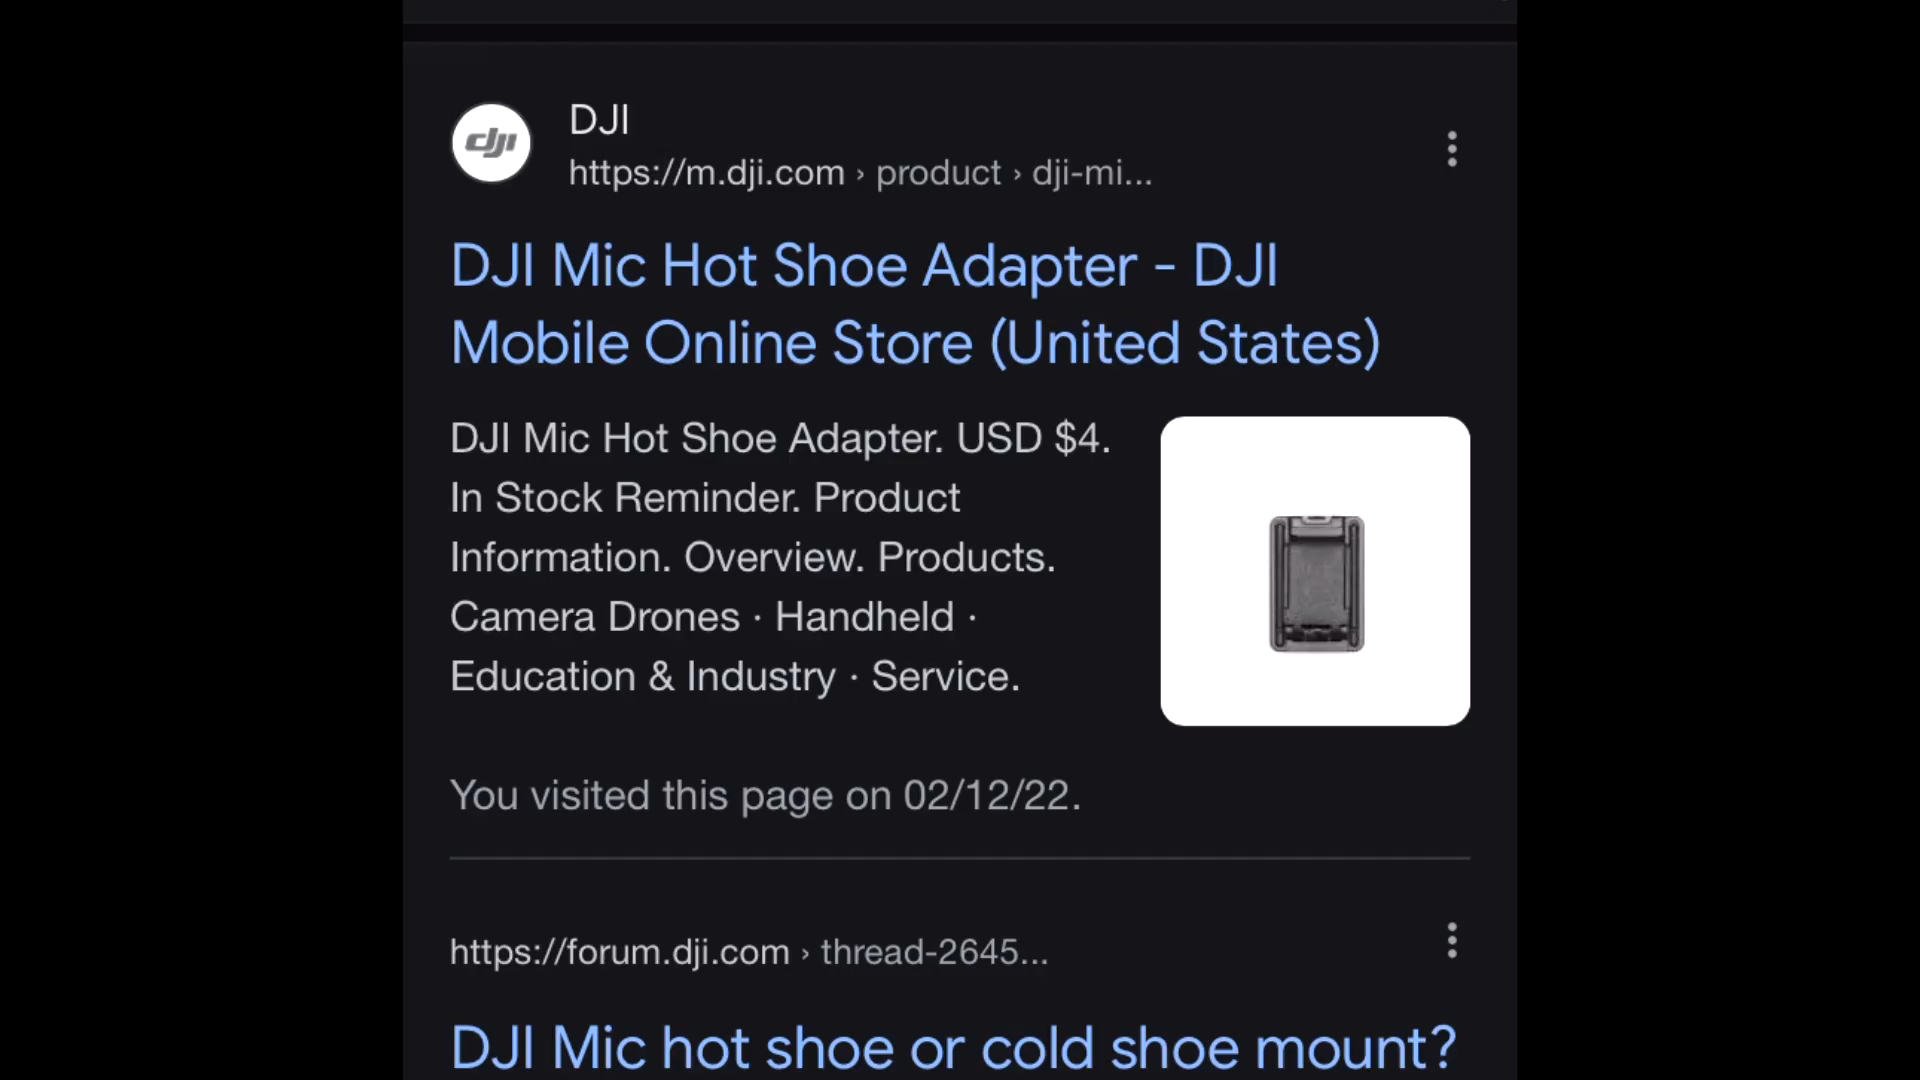 dji
DJI
https://m.dji.com › product › dji-mi...
DJI Mic Hot Shoe Adapter - DJI
Mobile Online Store (United States)
DJI Mic Hot Shoe Adapter. USD $4.
In Stock Reminder. Product
Information. Overview. Products.
Camera Drones · Handheld ·
Education & Industry · Service.
You visited this page on 02/12/22.
https://forum.dji.com › thread-2645...
DJI Mic hot shoe or cold shoe mount?